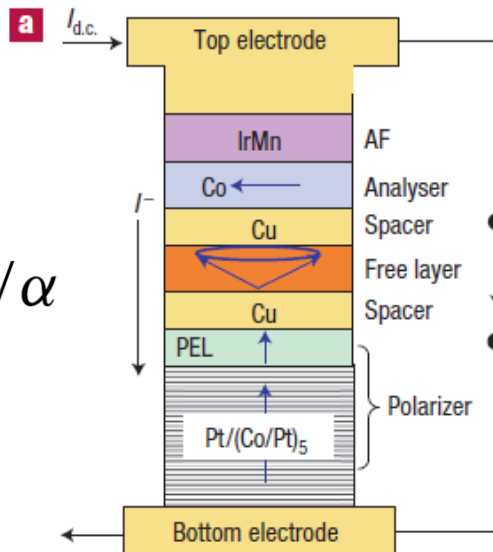 a
I d.c.
Top electrode
IrMn
AF
Co
Analyser
I–
Cu
Spacer
/α
Free layer
Cu
Spacer
PEL
Polarizer
Pt/(Co/Pt)5
Bottom electrode